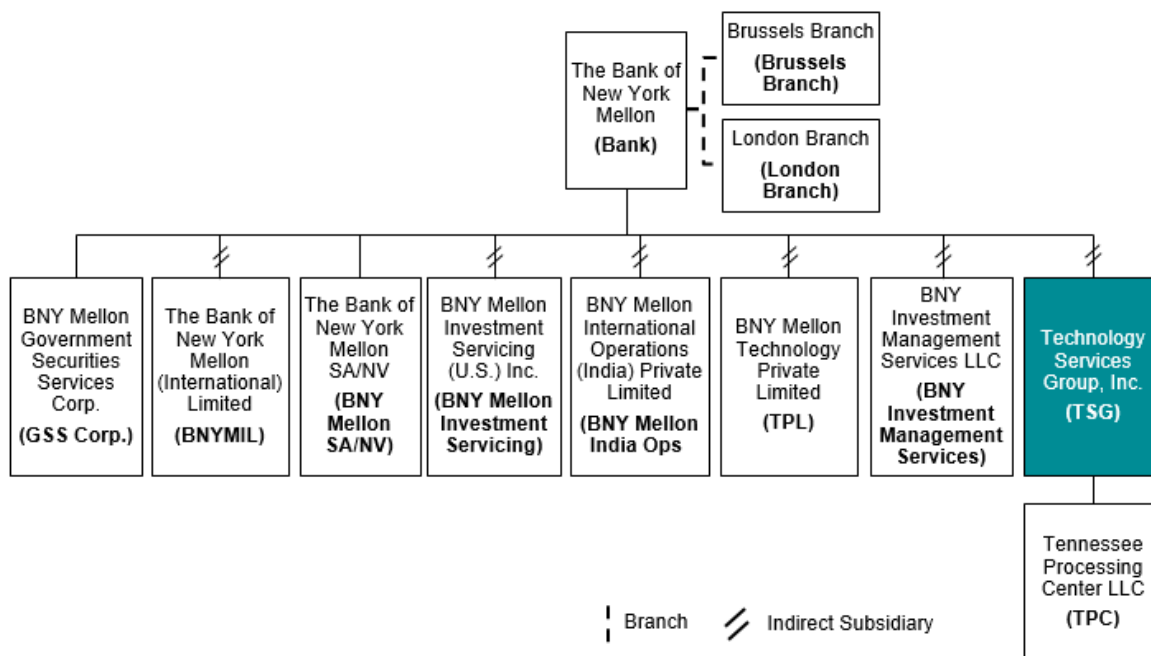 The Bank of
New York
Mellon
(Bank)
Brussels Branch
(Brussels
Branch)
London Branch
(London
Branch)
BNY Mellon
Government
Securities
Services
Corp.
(GSS Corp.)
The Bank of
New York
Mellon
(International)
Limited
(BNYMIL)
The Bank of
New York
Mellon
SA/NV
(BNY
Mellon
SA/NV)
BNY Mellon
Investment
Servicing
(U.S.) Inc.
(BNY Mellon
Investment
Servicing)
BNY Mellon
International
Operations
(India) Private
Limited
(BNY Mellon
India Ops
BNY Mellon
Technology
Private
Limited
(TPL)
BNY
Investment
Management
Services LLC
(BNY
Investment
Management
Services)
Technology
Services
Group, Inc.
(TSG)
Tennessee
Processing
Center LLC
(TPC)
Branch
Indirect Subsidiary